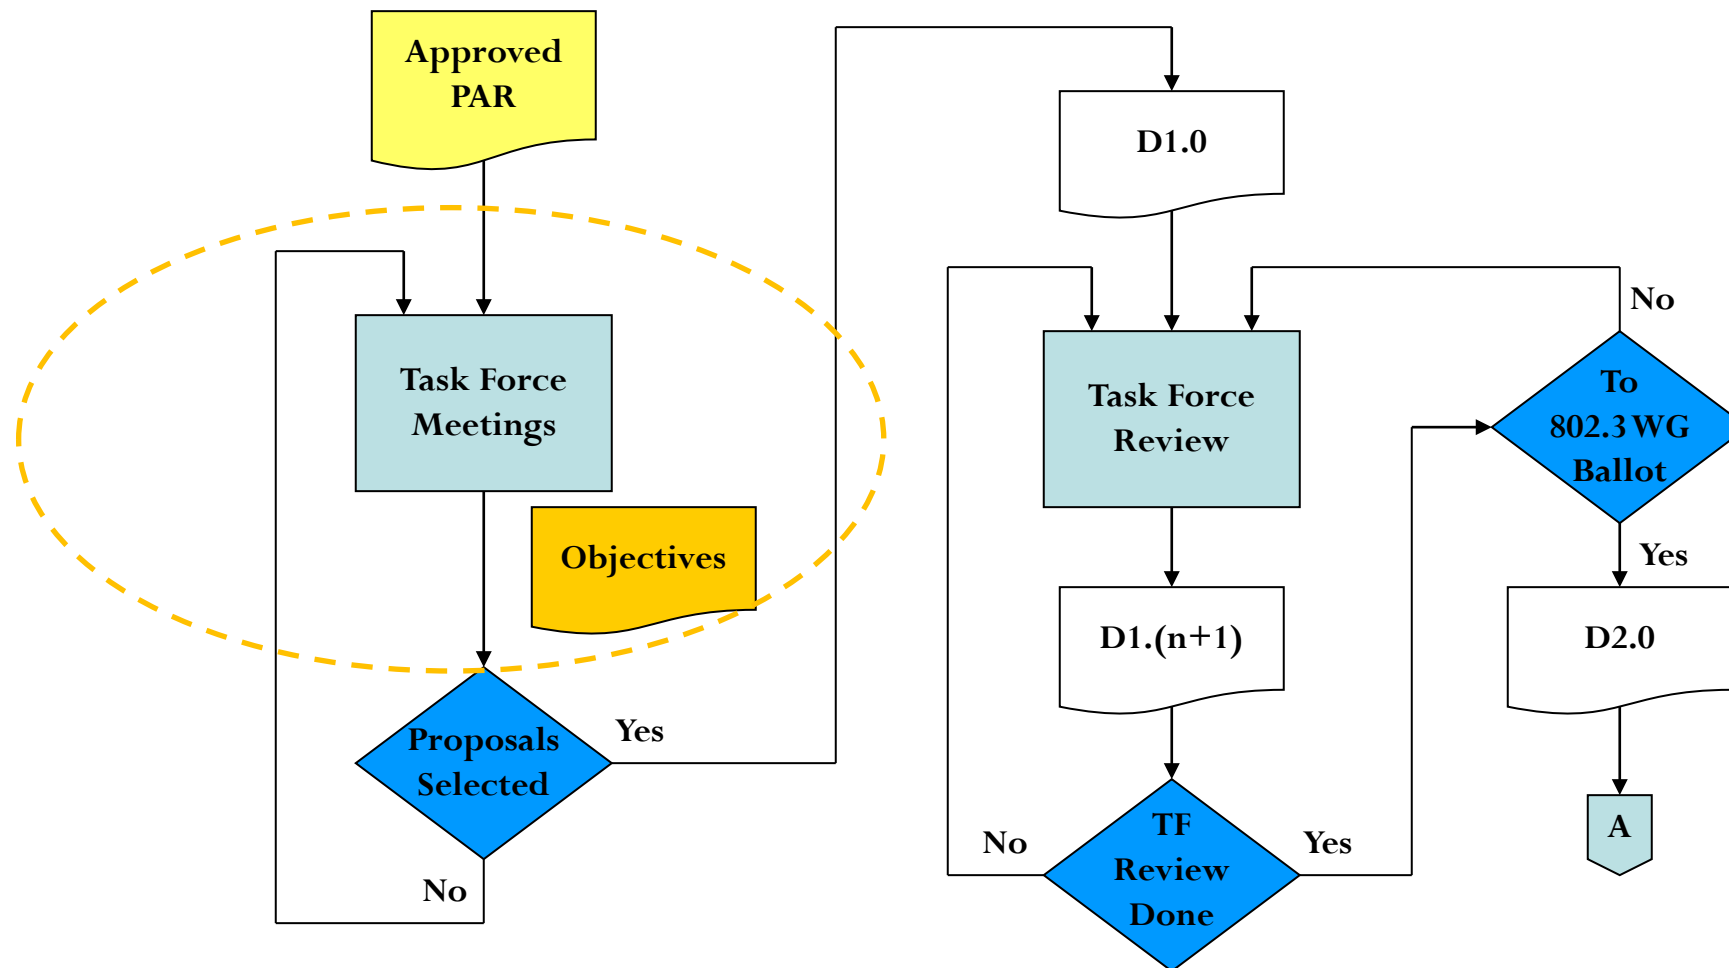 Approved
PAR
Task Force
Meetings
Objectives
Proposals
Selected
Yes
No
D1.0
Task Force
Review
D1.(n+1)
TF
Review
Done
No
Yes
To
802.3 WG
Ballot
No
Yes
D2.0
A